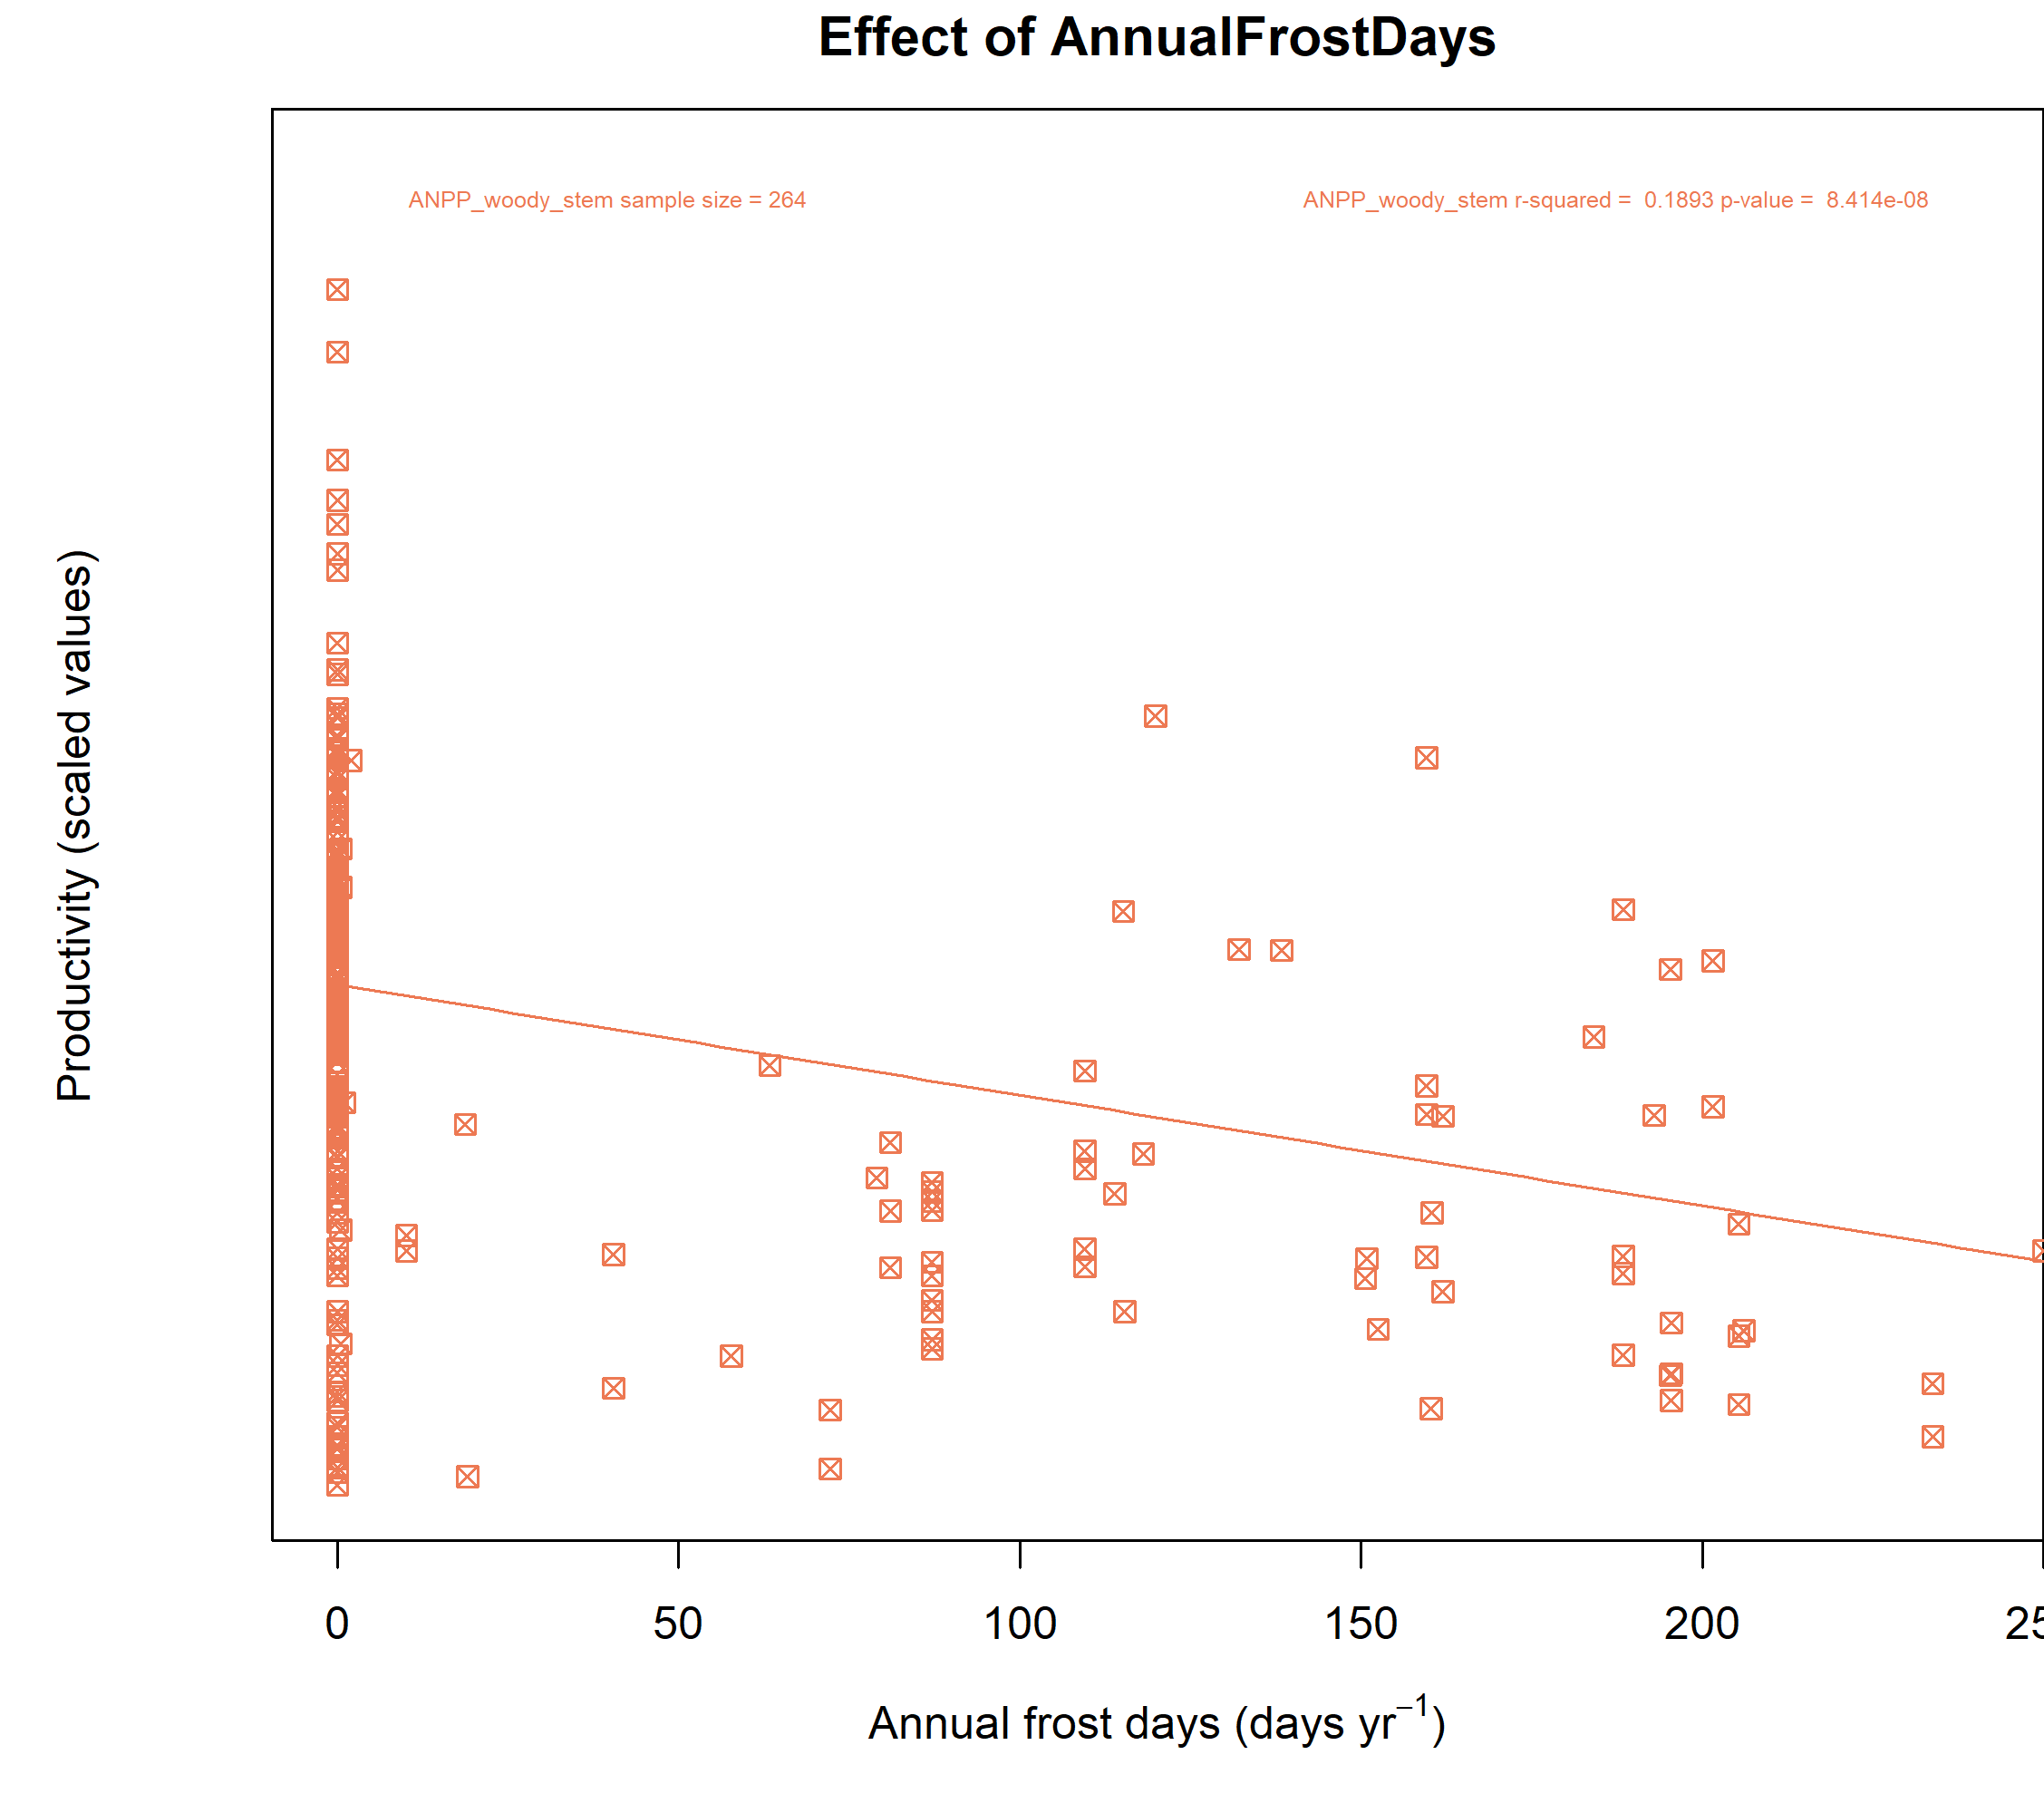 Effect of AnnualFrostDays
ANPP_woody_stem sample size = 264
ANPP_woody_stem r-squared = 0.1893 p-value = 8.414e-08
Productivity (scaled values)
0 50 100 150 200 25
Annual frost days (days yr⁻¹)